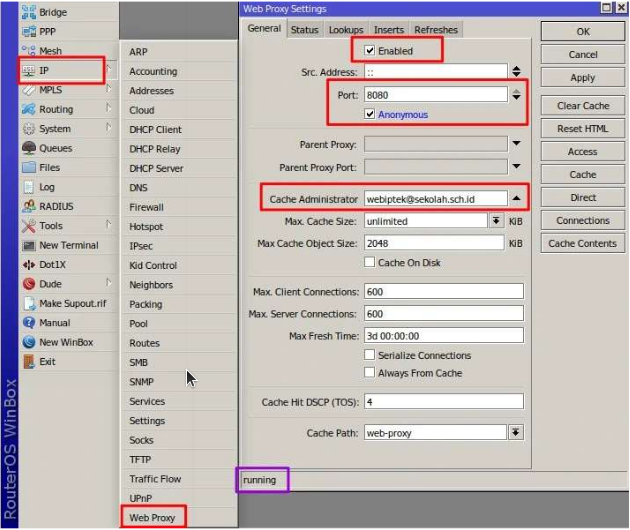 Bridge
PPP
Mesh
IP
MPLS
Routing
System
Queues
Files
Log
RADIUS
Tools
New Terminal
Dot1X
Dude
Make Supout.rif
Manual
New WinBox
Exit
RouterOS WinBox
ARP
Accounting
Addresses
Cloud
DHCP Client
DHCP Relay
DHCP Server
DNS
Firewall
Hotspot
IPsec
Kid Control
Neighbors
Packing
Pool
Routes
SMB
SNMP
Services
Settings
Socks
TFTP
Traffic Flow
UPnP
Web Proxy
Web Proxy Settings
General Status Lookups Inserts Refreshes
Enabled
Src. Address: ::
Port: 8080
Anonymous
Parent Proxy:
Parent Proxy Port:
Cache Administrator webiptek@sekolah.sch.id
Max. Cache Size: unlimited KiB
Max Cache Object Size: 2048 KiB
Cache On Disk
Max. Client Connections: 600
Max. Server Connections: 600
Max Fresh Time: 3d 00:00:00
Serialize Connections
Always From Cache
Cache Hit DSCP (TOS): 4
Cache Path: web-proxy
running
OK
Cancel
Apply
Clear Cache
Reset HTML
Access
Cache
Direct
Connections
Cache Contents